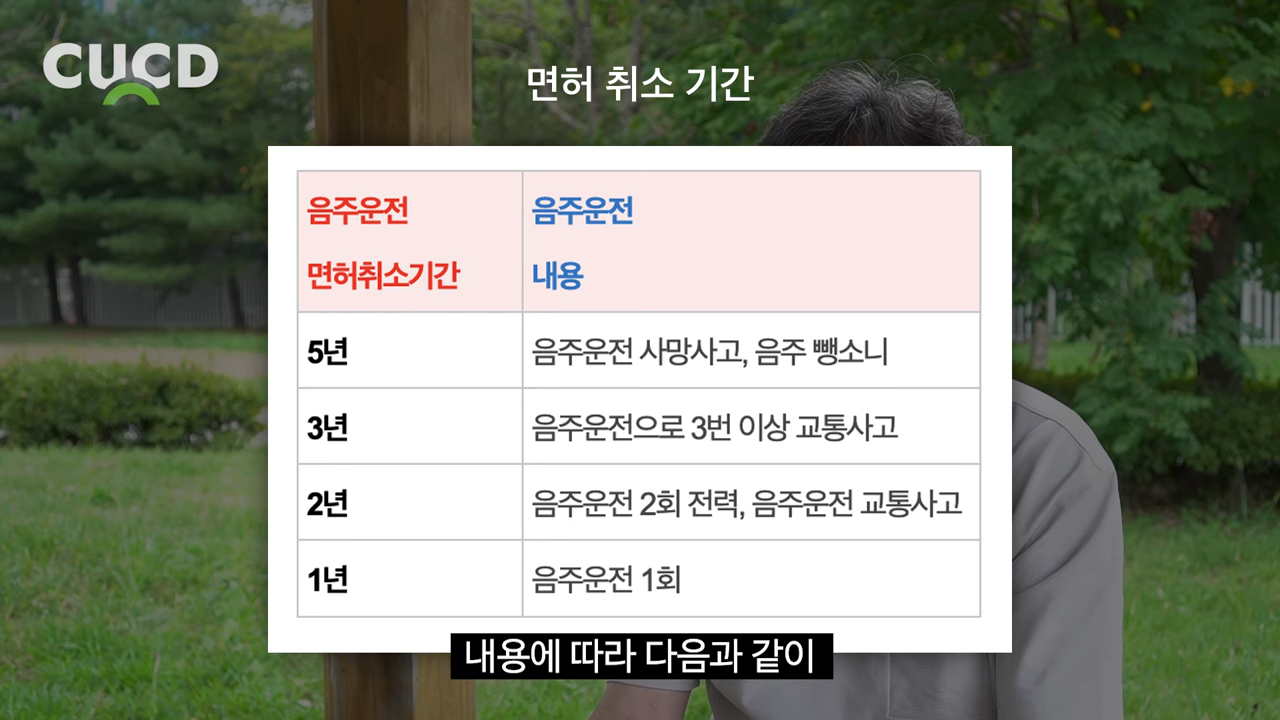 CUCD
면허 취소 기간
음주운전
면허취소기간
음주운전
내용
5년
음주운전 사망사고, 음주 뺑소니
3년
음주운전으로 3번 이상 교통사고
2년
음주운전 2회 전력, 음주운전 교통사고
1년
음주운전 1회
내용에 따라 다음과 같이